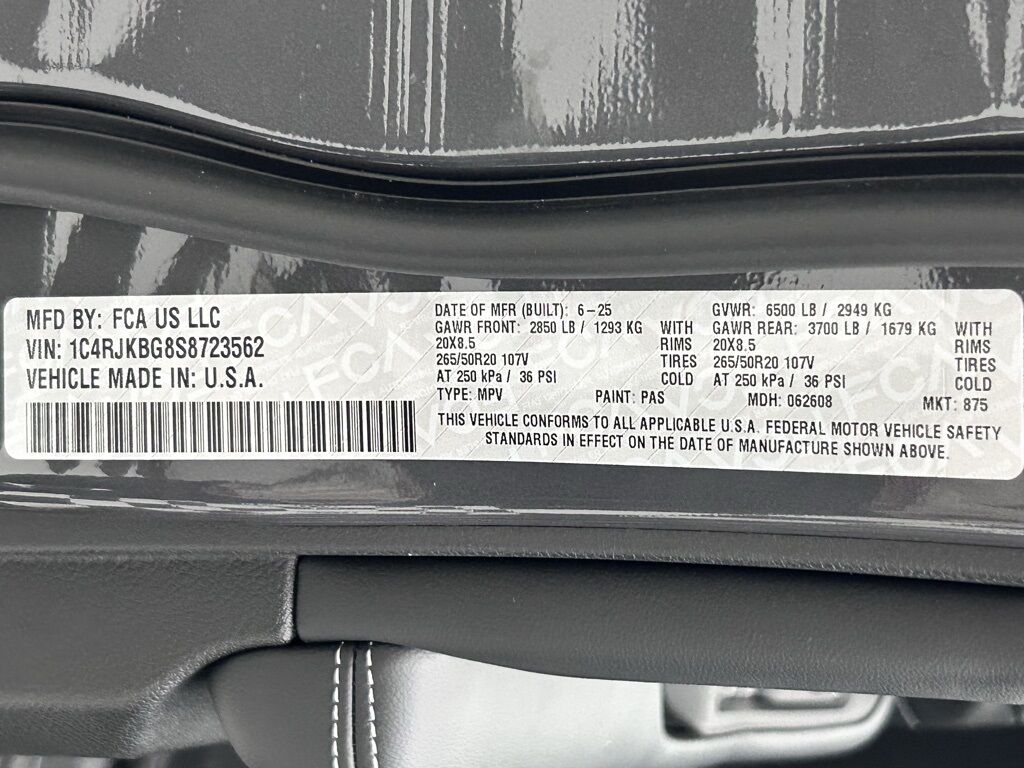 MFD BY: FCA US LLC
VIN: 1C4RJKBG8S8723562
VEHICLE MADE IN: U.S.A.
DATE OF MFR (BUILT): 6-25
GAWR FRONT: 2850 LB / 1293 KG WITH
20X8.5 RIMS
265/50R20 107V TIRES
AT 250 kPa / 36 PSI COLD
TYPE: MPV PAINT: PAS
GVWR: 6500 LB / 2949 KG
GAWR REAR: 3700 LB / 1679 KG WITH
20X8.5 RIMS
265/50R20 107V TIRES
AT 250 kPa / 36 PSI COLD
MDH: 062608 MKT: 875
THIS VEHICLE CONFORMS TO ALL APPLICABLE U.S.A. FEDERAL MOTOR VEHICLE SAFETY
STANDARDS IN EFFECT ON THE DATE OF MANUFACTURE SHOWN ABOVE.